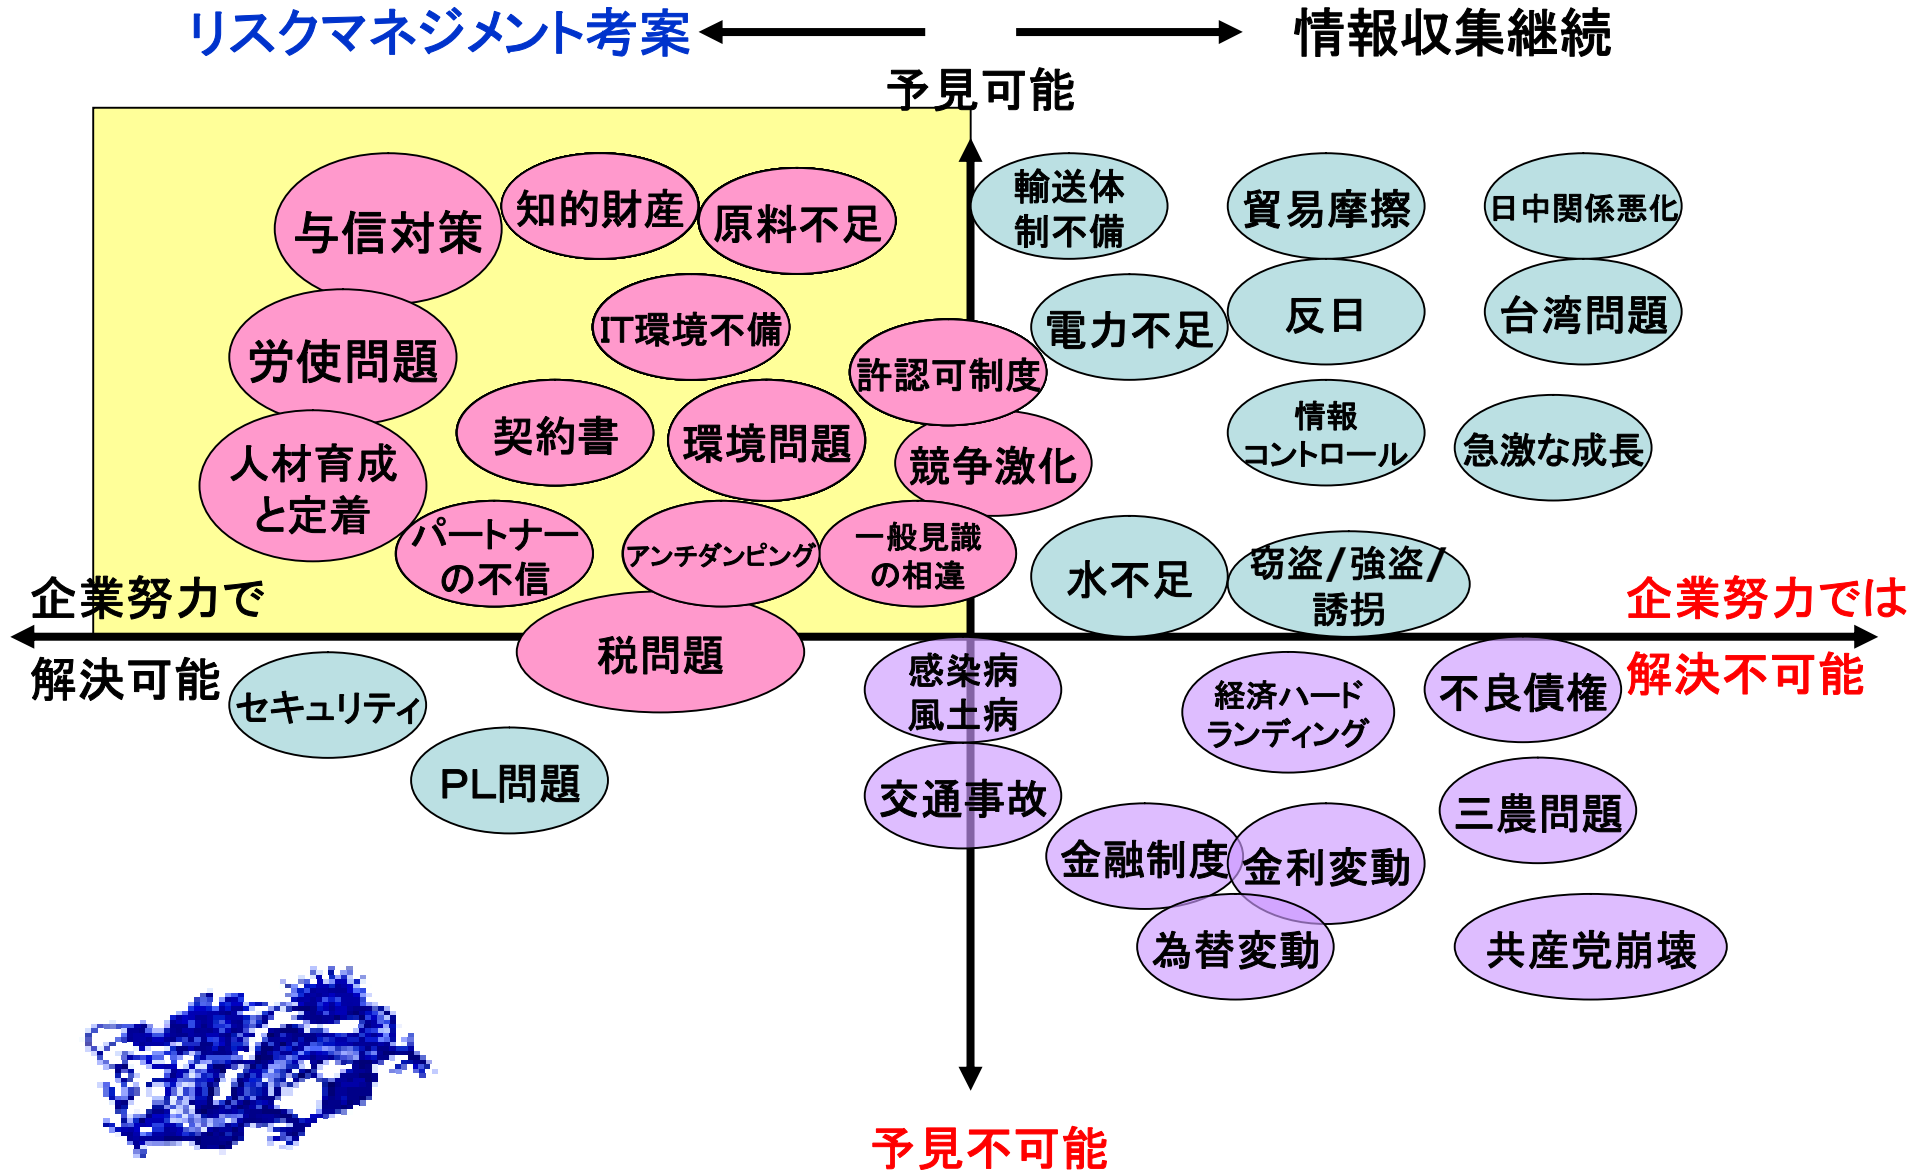 リスクマネジメント考案
情報収集継続
予見可能
与信対策
知的財産
原料不足
輸送体
制不備
貿易摩擦
日中関係悪化
IT環境不備
電力不足
反日
台湾問題
労使問題
許認可制度
契約書
環境問題
競争激化
情報
コントロール
急激な成長
人材育成
と定着
パートナー
の不信
アンチダンピング
一般見識
の相違
水不足
窃盗/強盗/
誘拐
企業努力で
解決可能
企業努力では
解決不可能
税問題
セキュリティ
PL問題
感染病
風土病
経済ハード
ランディング
不良債権
交通事故
三農問題
金融制度
金利変動
為替変動
共産党崩壊
予見不可能